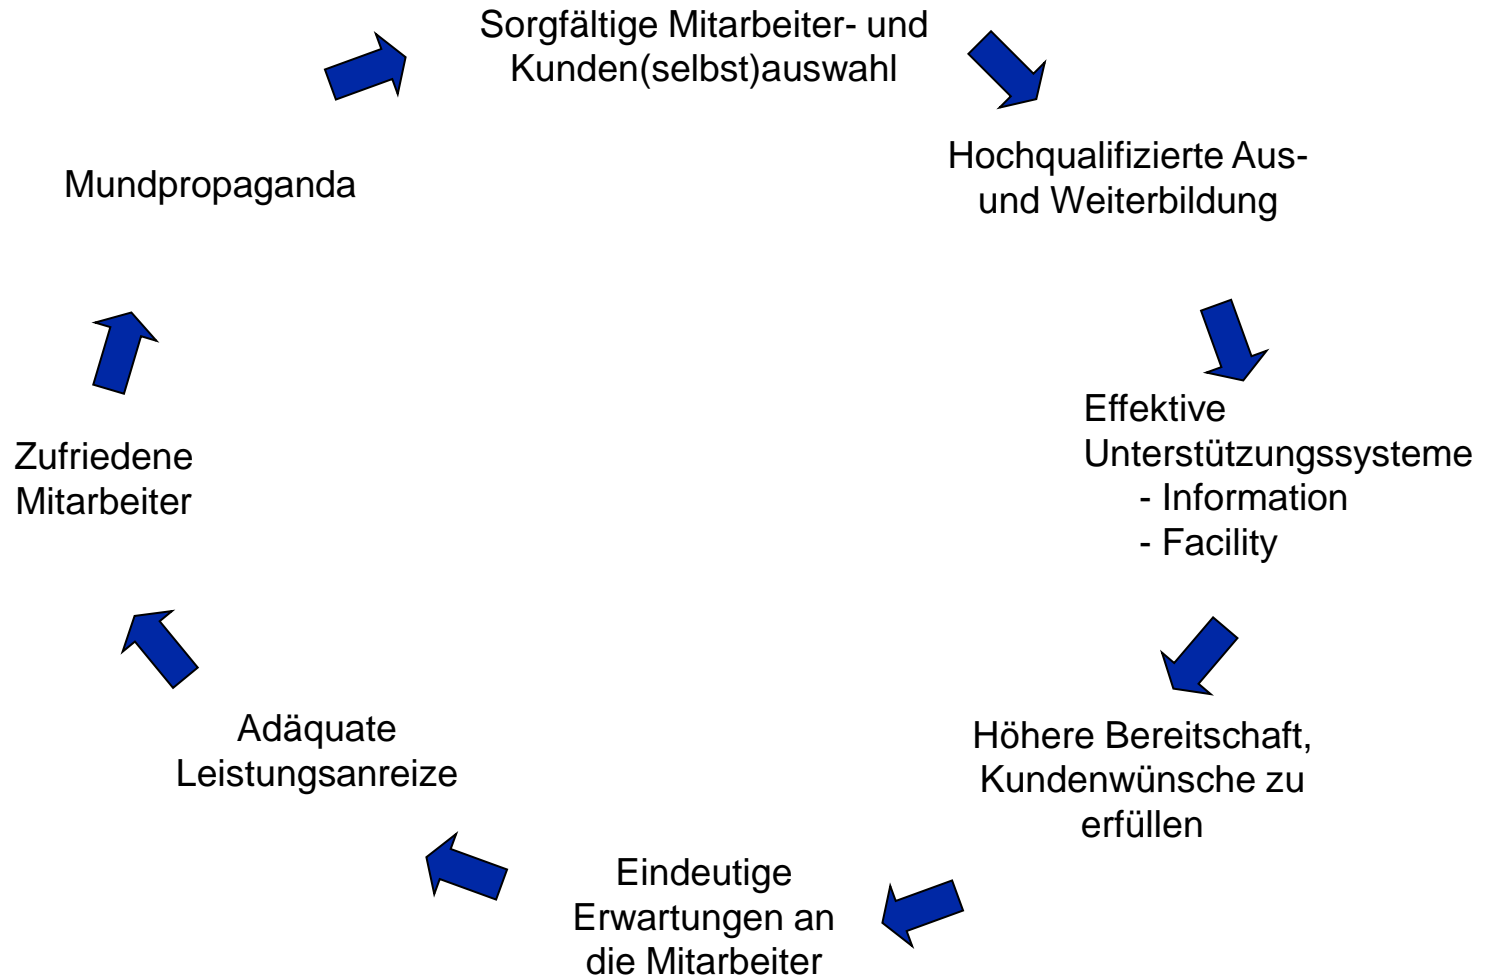 Sorgfältige Mitarbeiter- und
Kunden(selbst)auswahl
Hochqualifizierte Aus-
und Weiterbildung
Effektive
Unterstützungssysteme
- Information
- Facility
Höhere Bereitschaft,
Kundenwünsche zu
erfüllen
Eindeutige
Erwartungen an
die Mitarbeiter
Adäquate
Leistungsanreize
Zufriedene
Mitarbeiter
Mundpropaganda